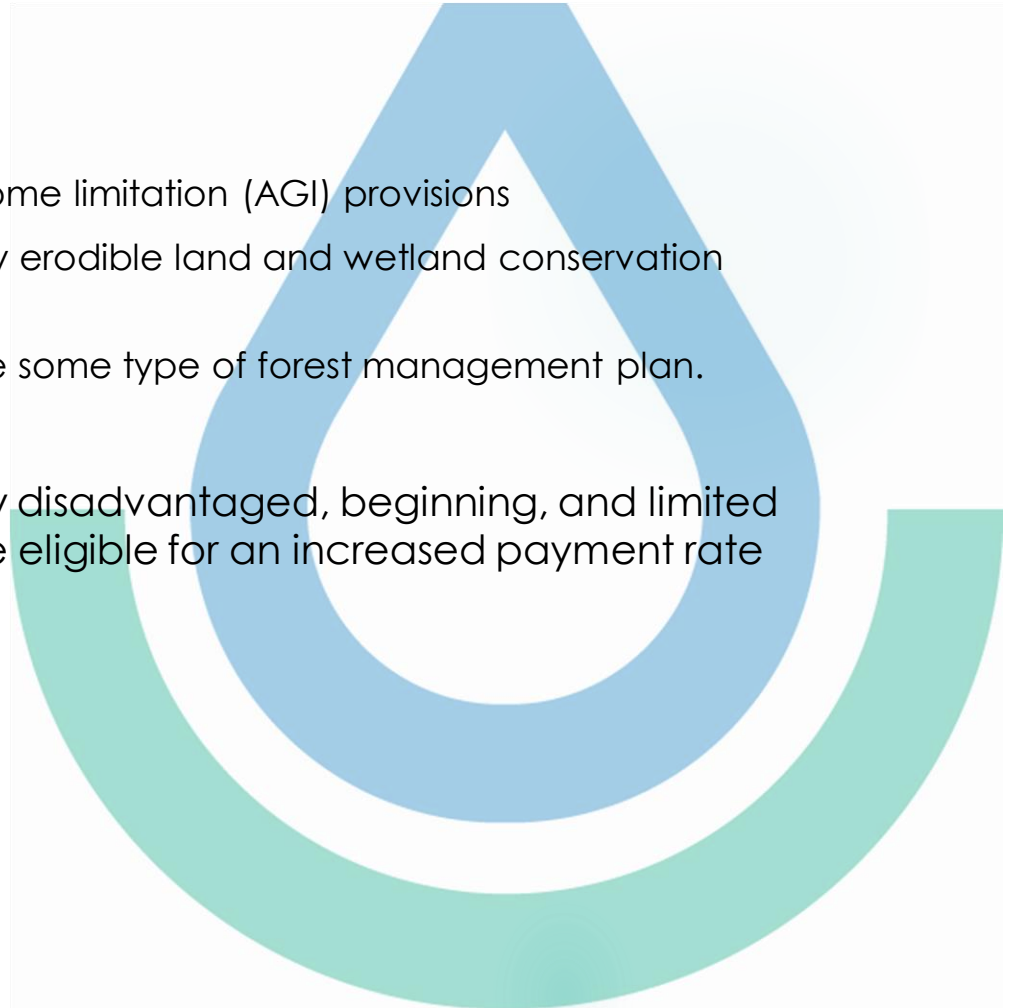 ome limitation (AGI) provisions
y erodible land and wetland conservation
e some type of forest management plan.
y disadvantaged, beginning, and limited
e eligible for an increased payment rate